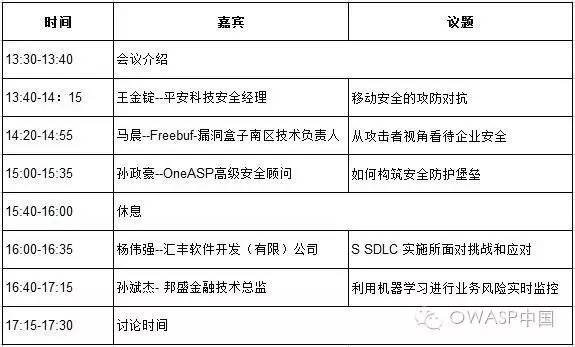 时间 嘉宾 议题
13:30-13:40 会议介绍
13:40-14：15 王金锭--平安科技安全经理 移动安全的攻防对抗
14:20-14:55 马晨--Freebuf-漏洞盒子南区技术负责人 从攻击者视角看待企业安全
15:00-15:35 孙政豪--OneASP高级安全顾问 如何构筑安全防护堡垒
15:40-16:00 休息
16:00-16:35 杨伟强--汇丰软件开发（有限）公司 S SDLC 实施所面对挑战和应对
16:40-17:15 孙斌杰- 邦盛金融技术总监 利用机器学习进行业务风险实时监控
17:15-17:30 讨论时间
OWASP中国